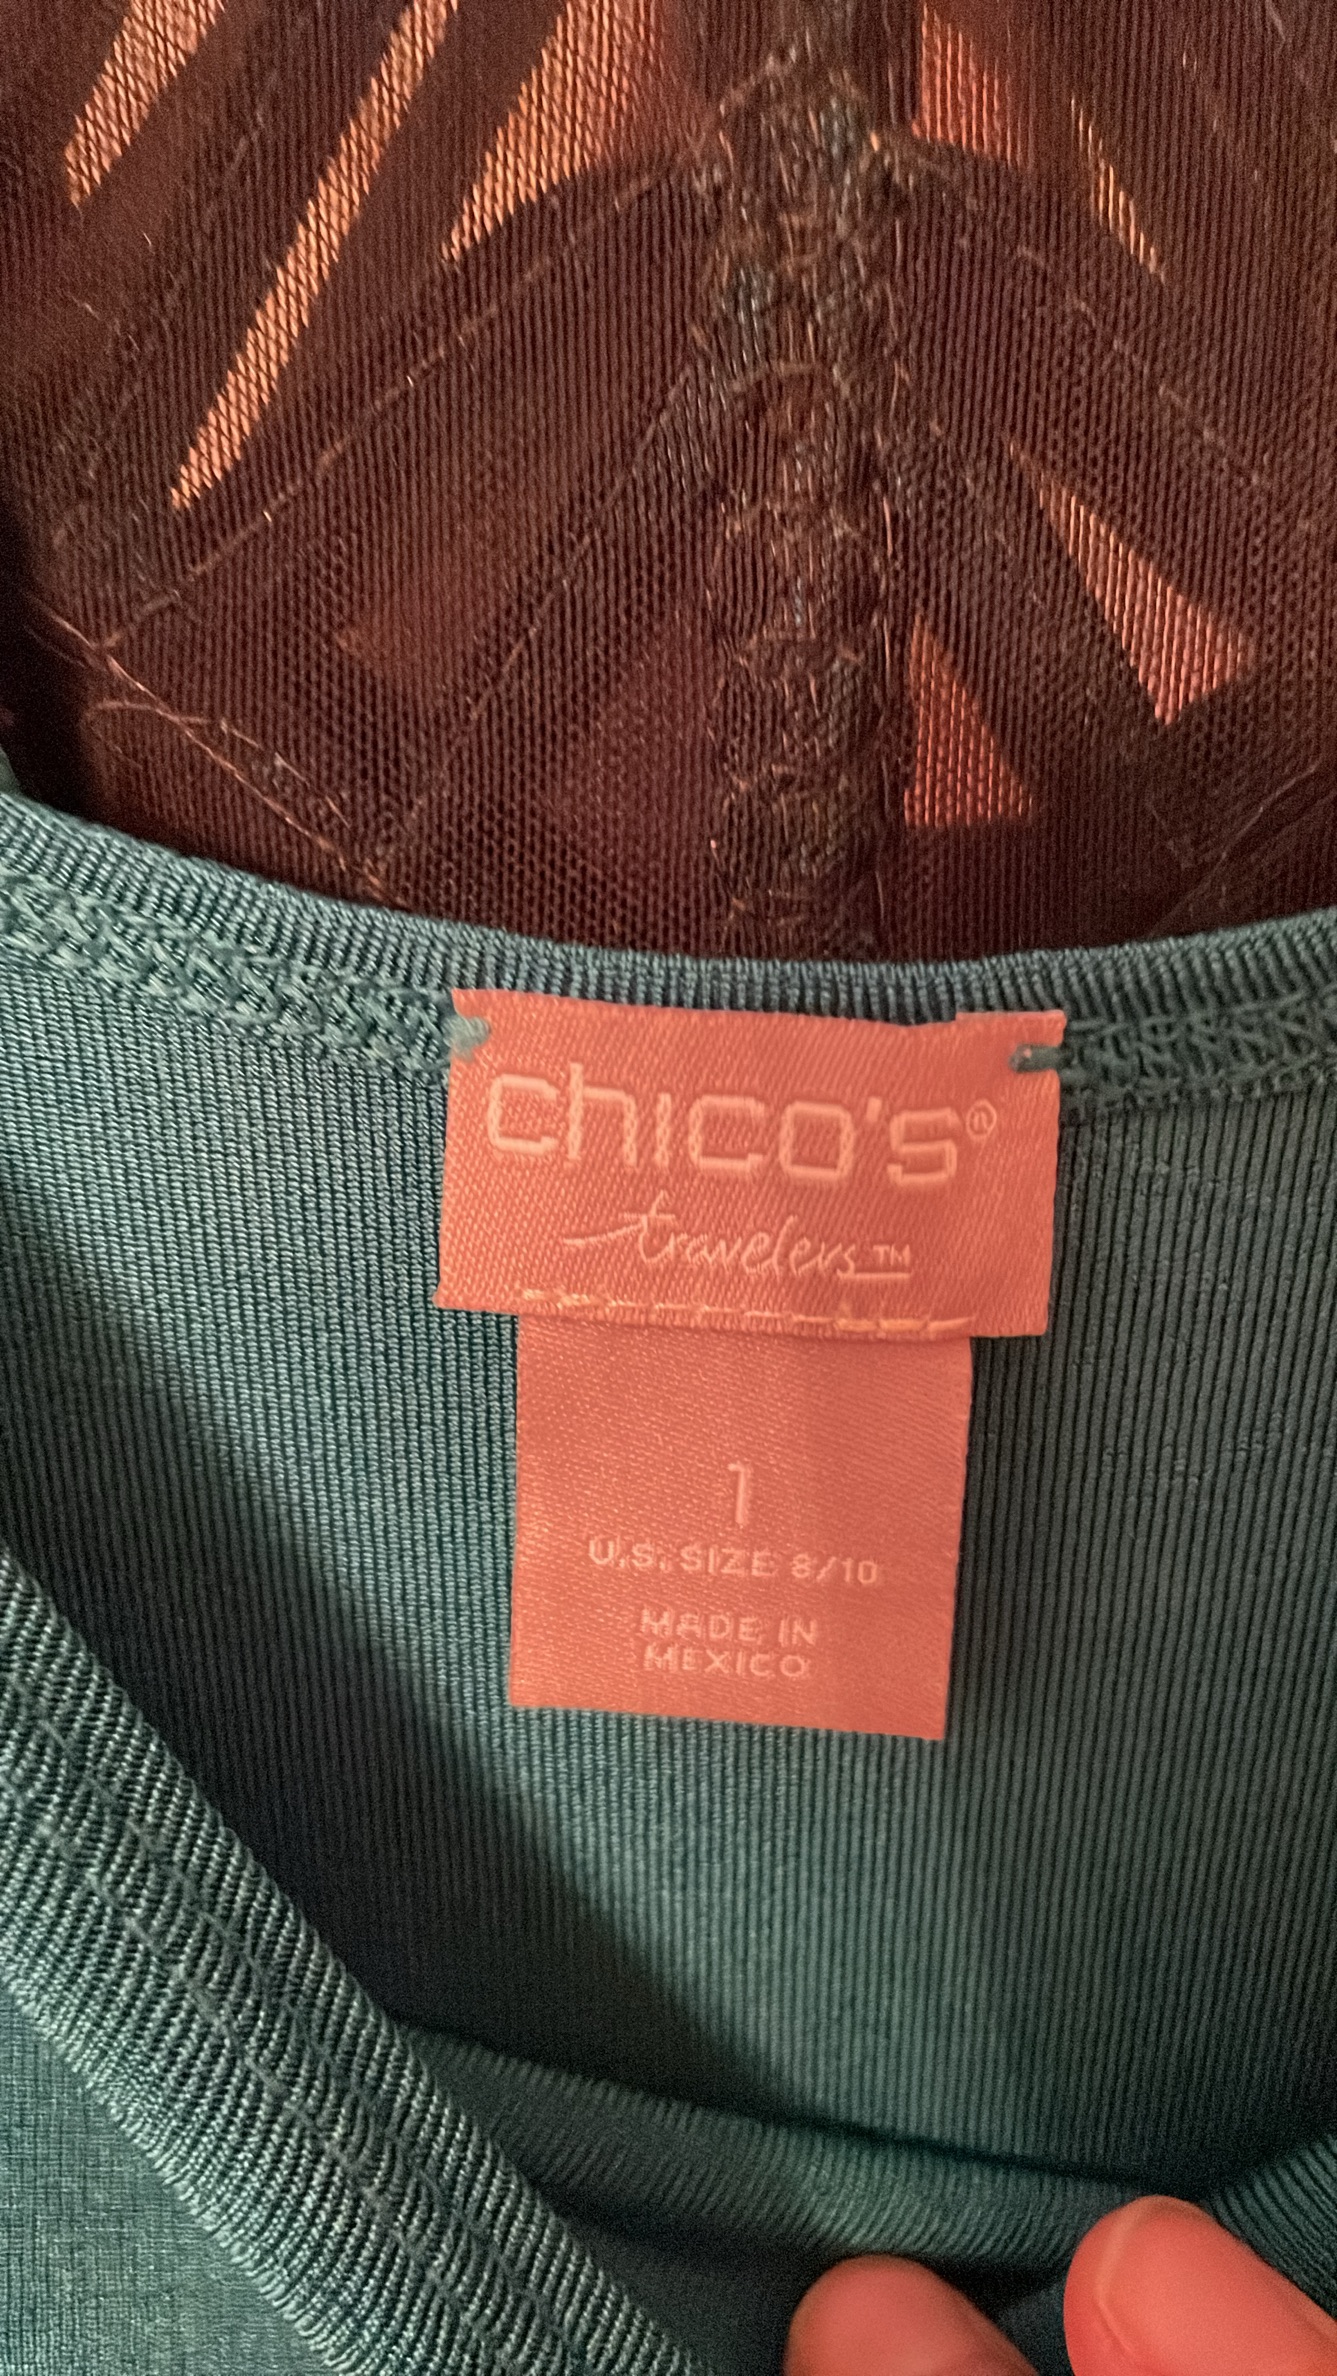 chico's®
travelers™
1
U.S. SIZE 8/10
MADE IN
MEXICO